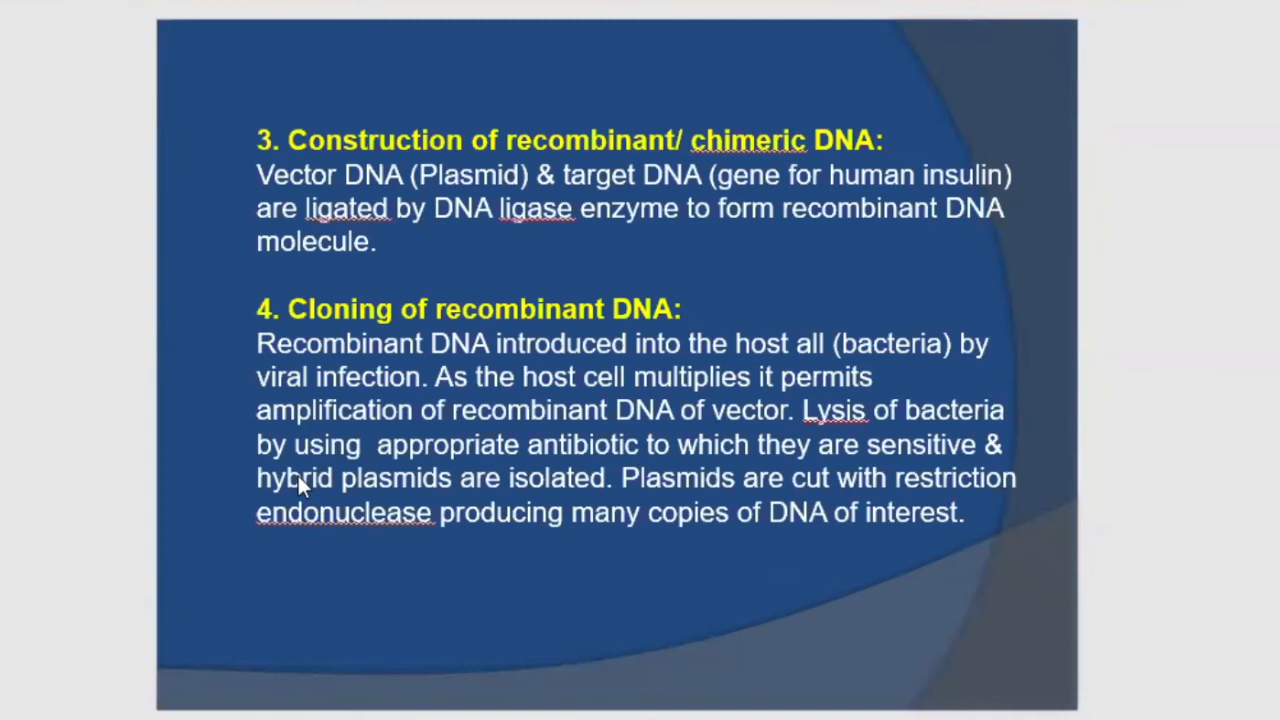 3. Construction of recombinant/ chimeric DNA:
Vector DNA (Plasmid) & target DNA (gene for human insulin)
are ligated by DNA ligase enzyme to form recombinant DNA
molecule.
4. Cloning of recombinant DNA:
Recombinant DNA introduced into the host all (bacteria) by
viral infection. As the host cell multiplies it permits
amplification of recombinant DNA of vector. Lysis of bacteria
by using  appropriate antibiotic to which they are sensitive &
hybrid plasmids are isolated. Plasmids are cut with restriction
endonuclease producing many copies of DNA of interest.